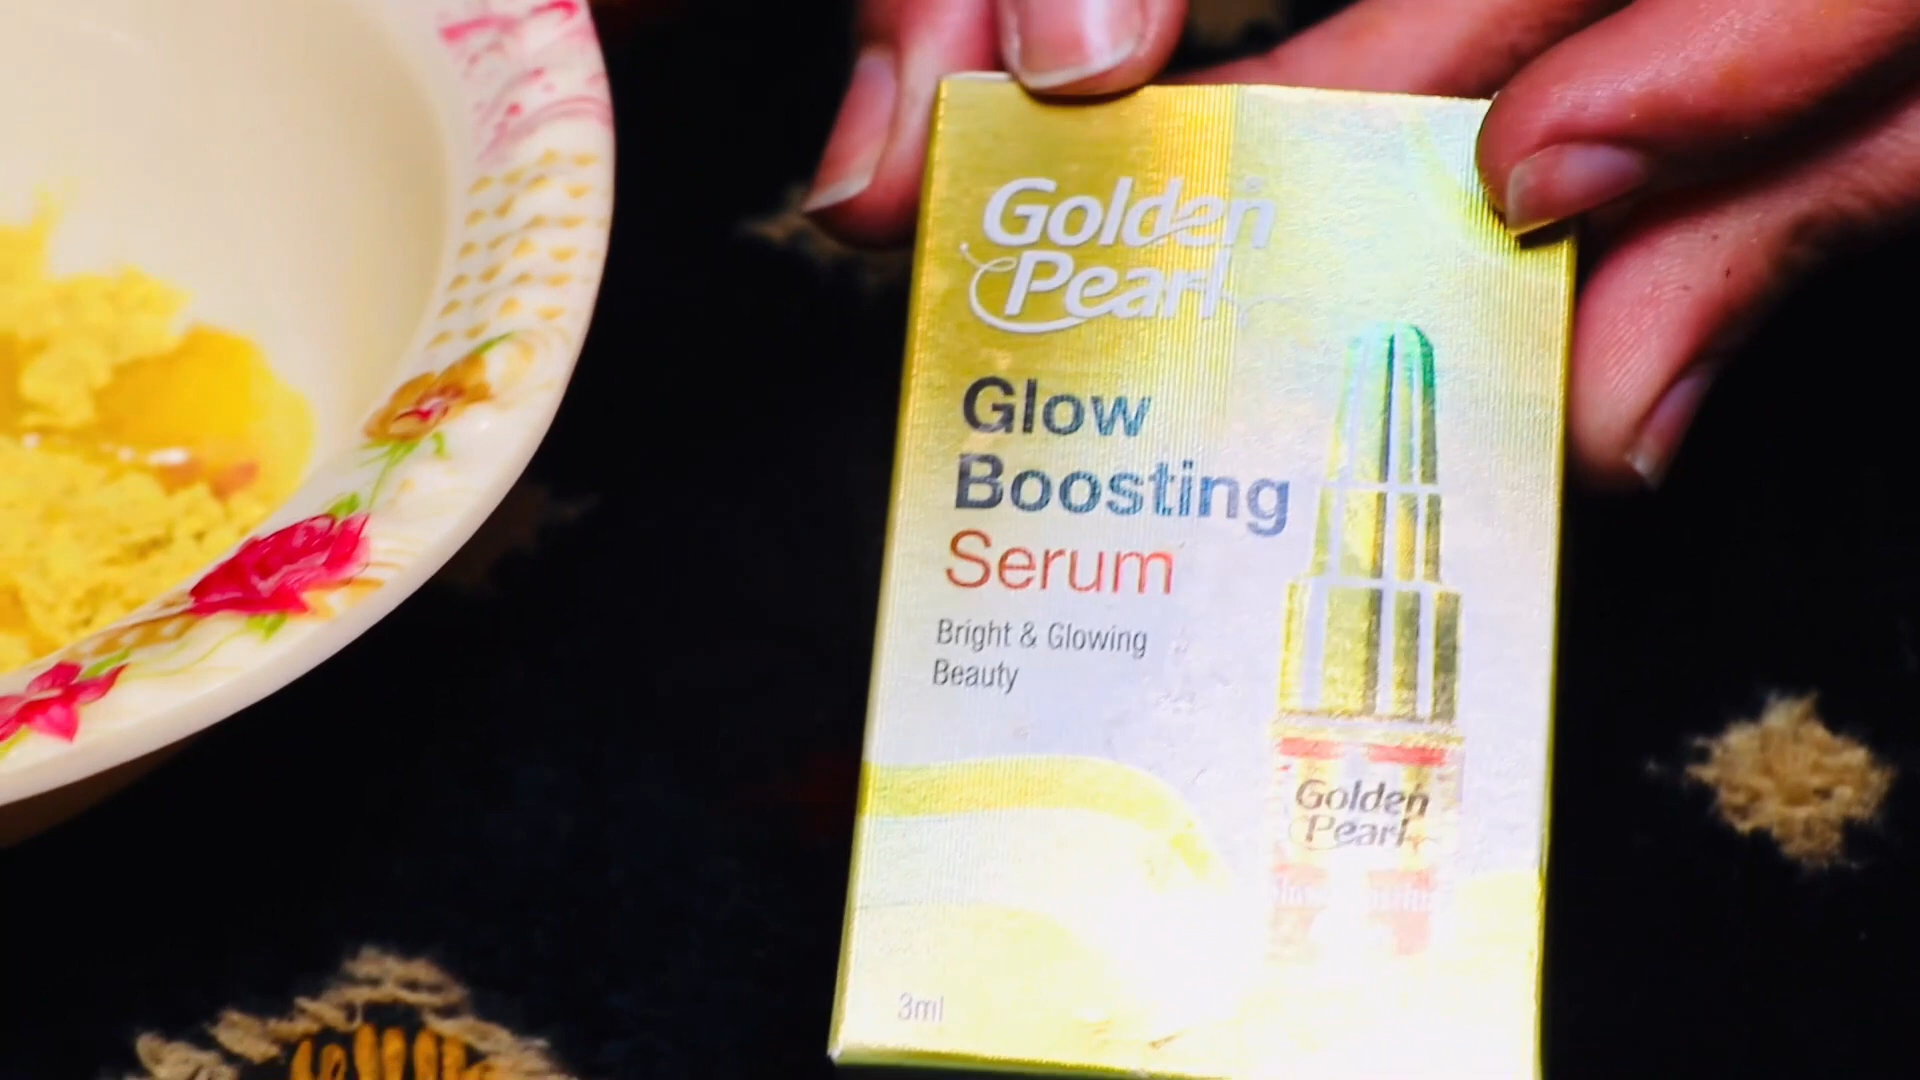 Golden
Pearl
Glow
Boosting
Serum
Bright & Glowing
Beauty
Golden
Pearl
3ml